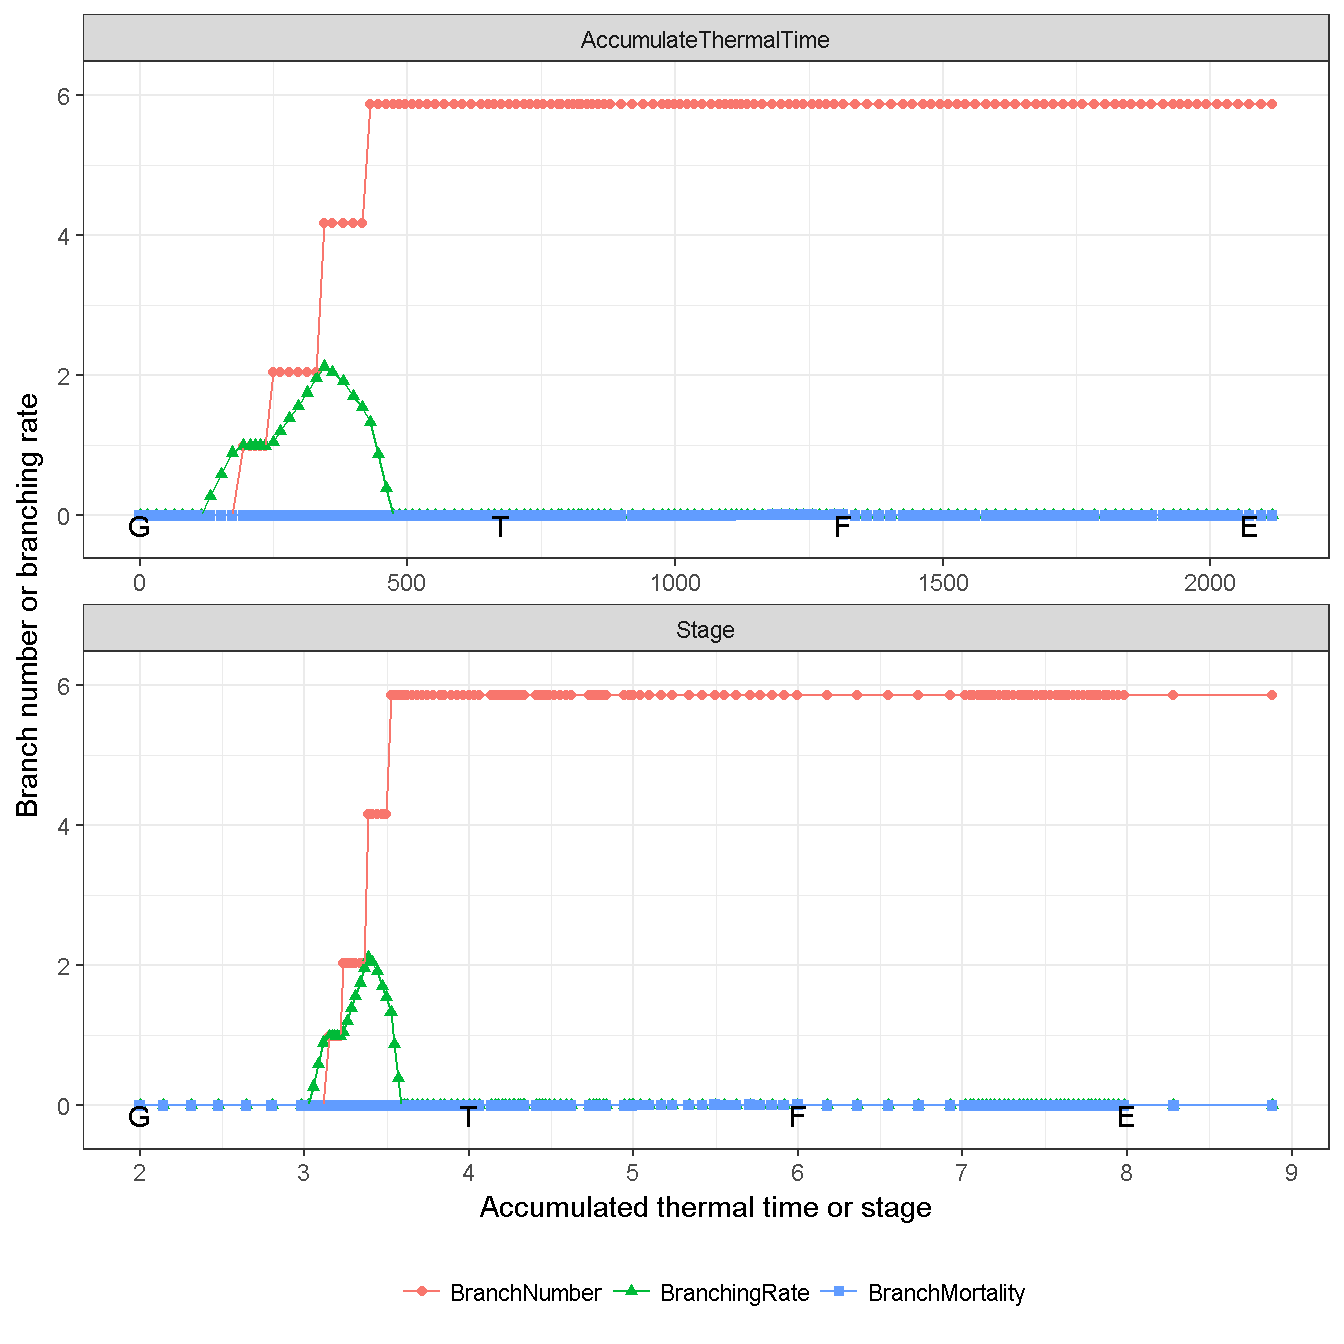 AccumulateThermalTime
6
4
2
0
G T F E
0 500 1000 1500 2000
Branch number or branching rate
Stage
6
4
2
0
G T F E
2 3 4 5 6 7 8 9
Accumulated thermal time or stage
BranchNumber BranchingRate BranchMortality